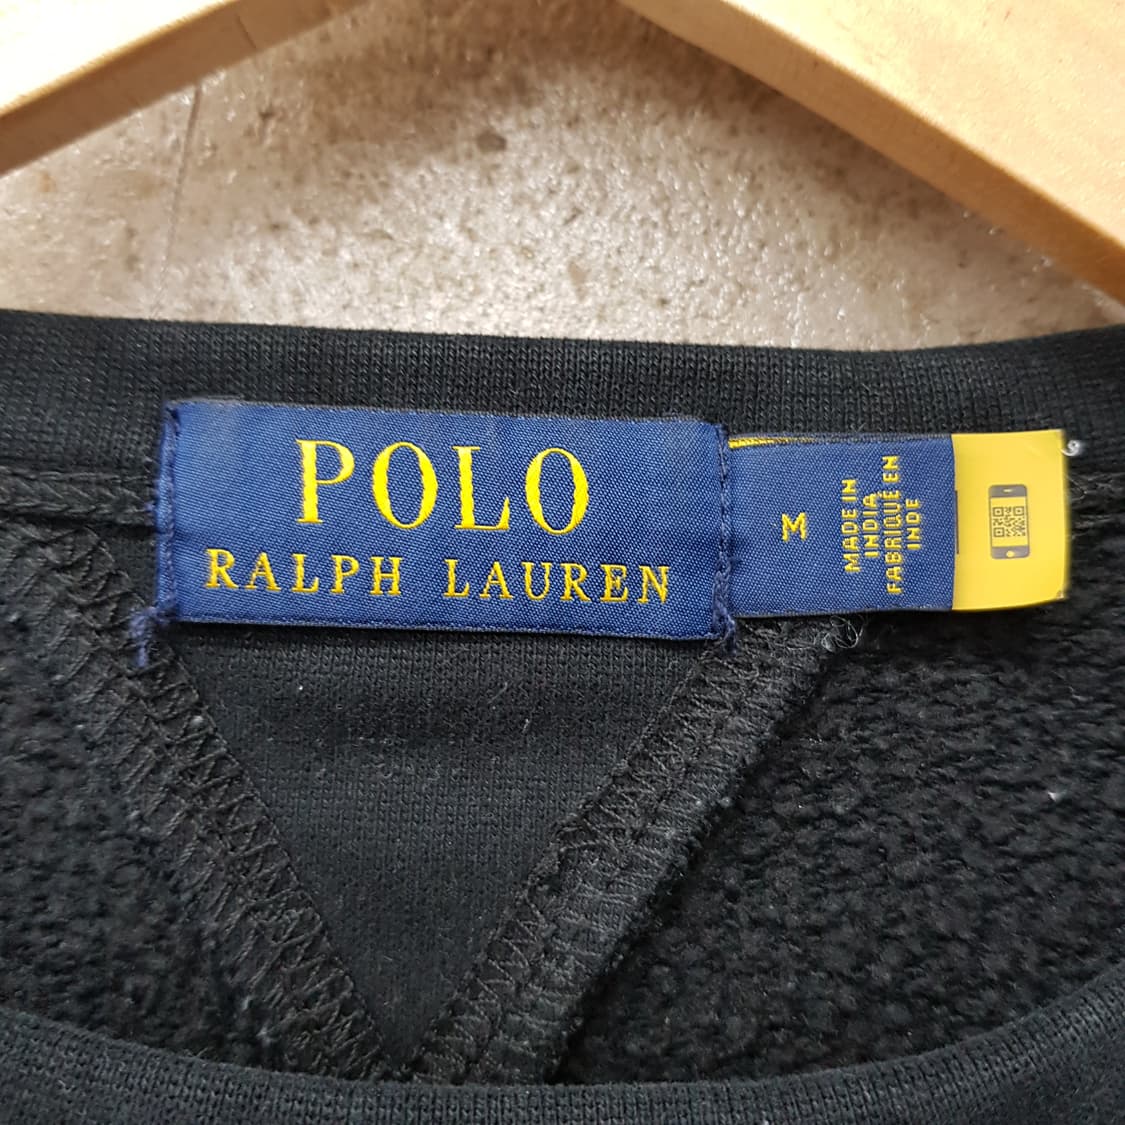 POLO
RALPH LAUREN
M
MADE IN
INDIA
FABRIQUÉ EN
INDE